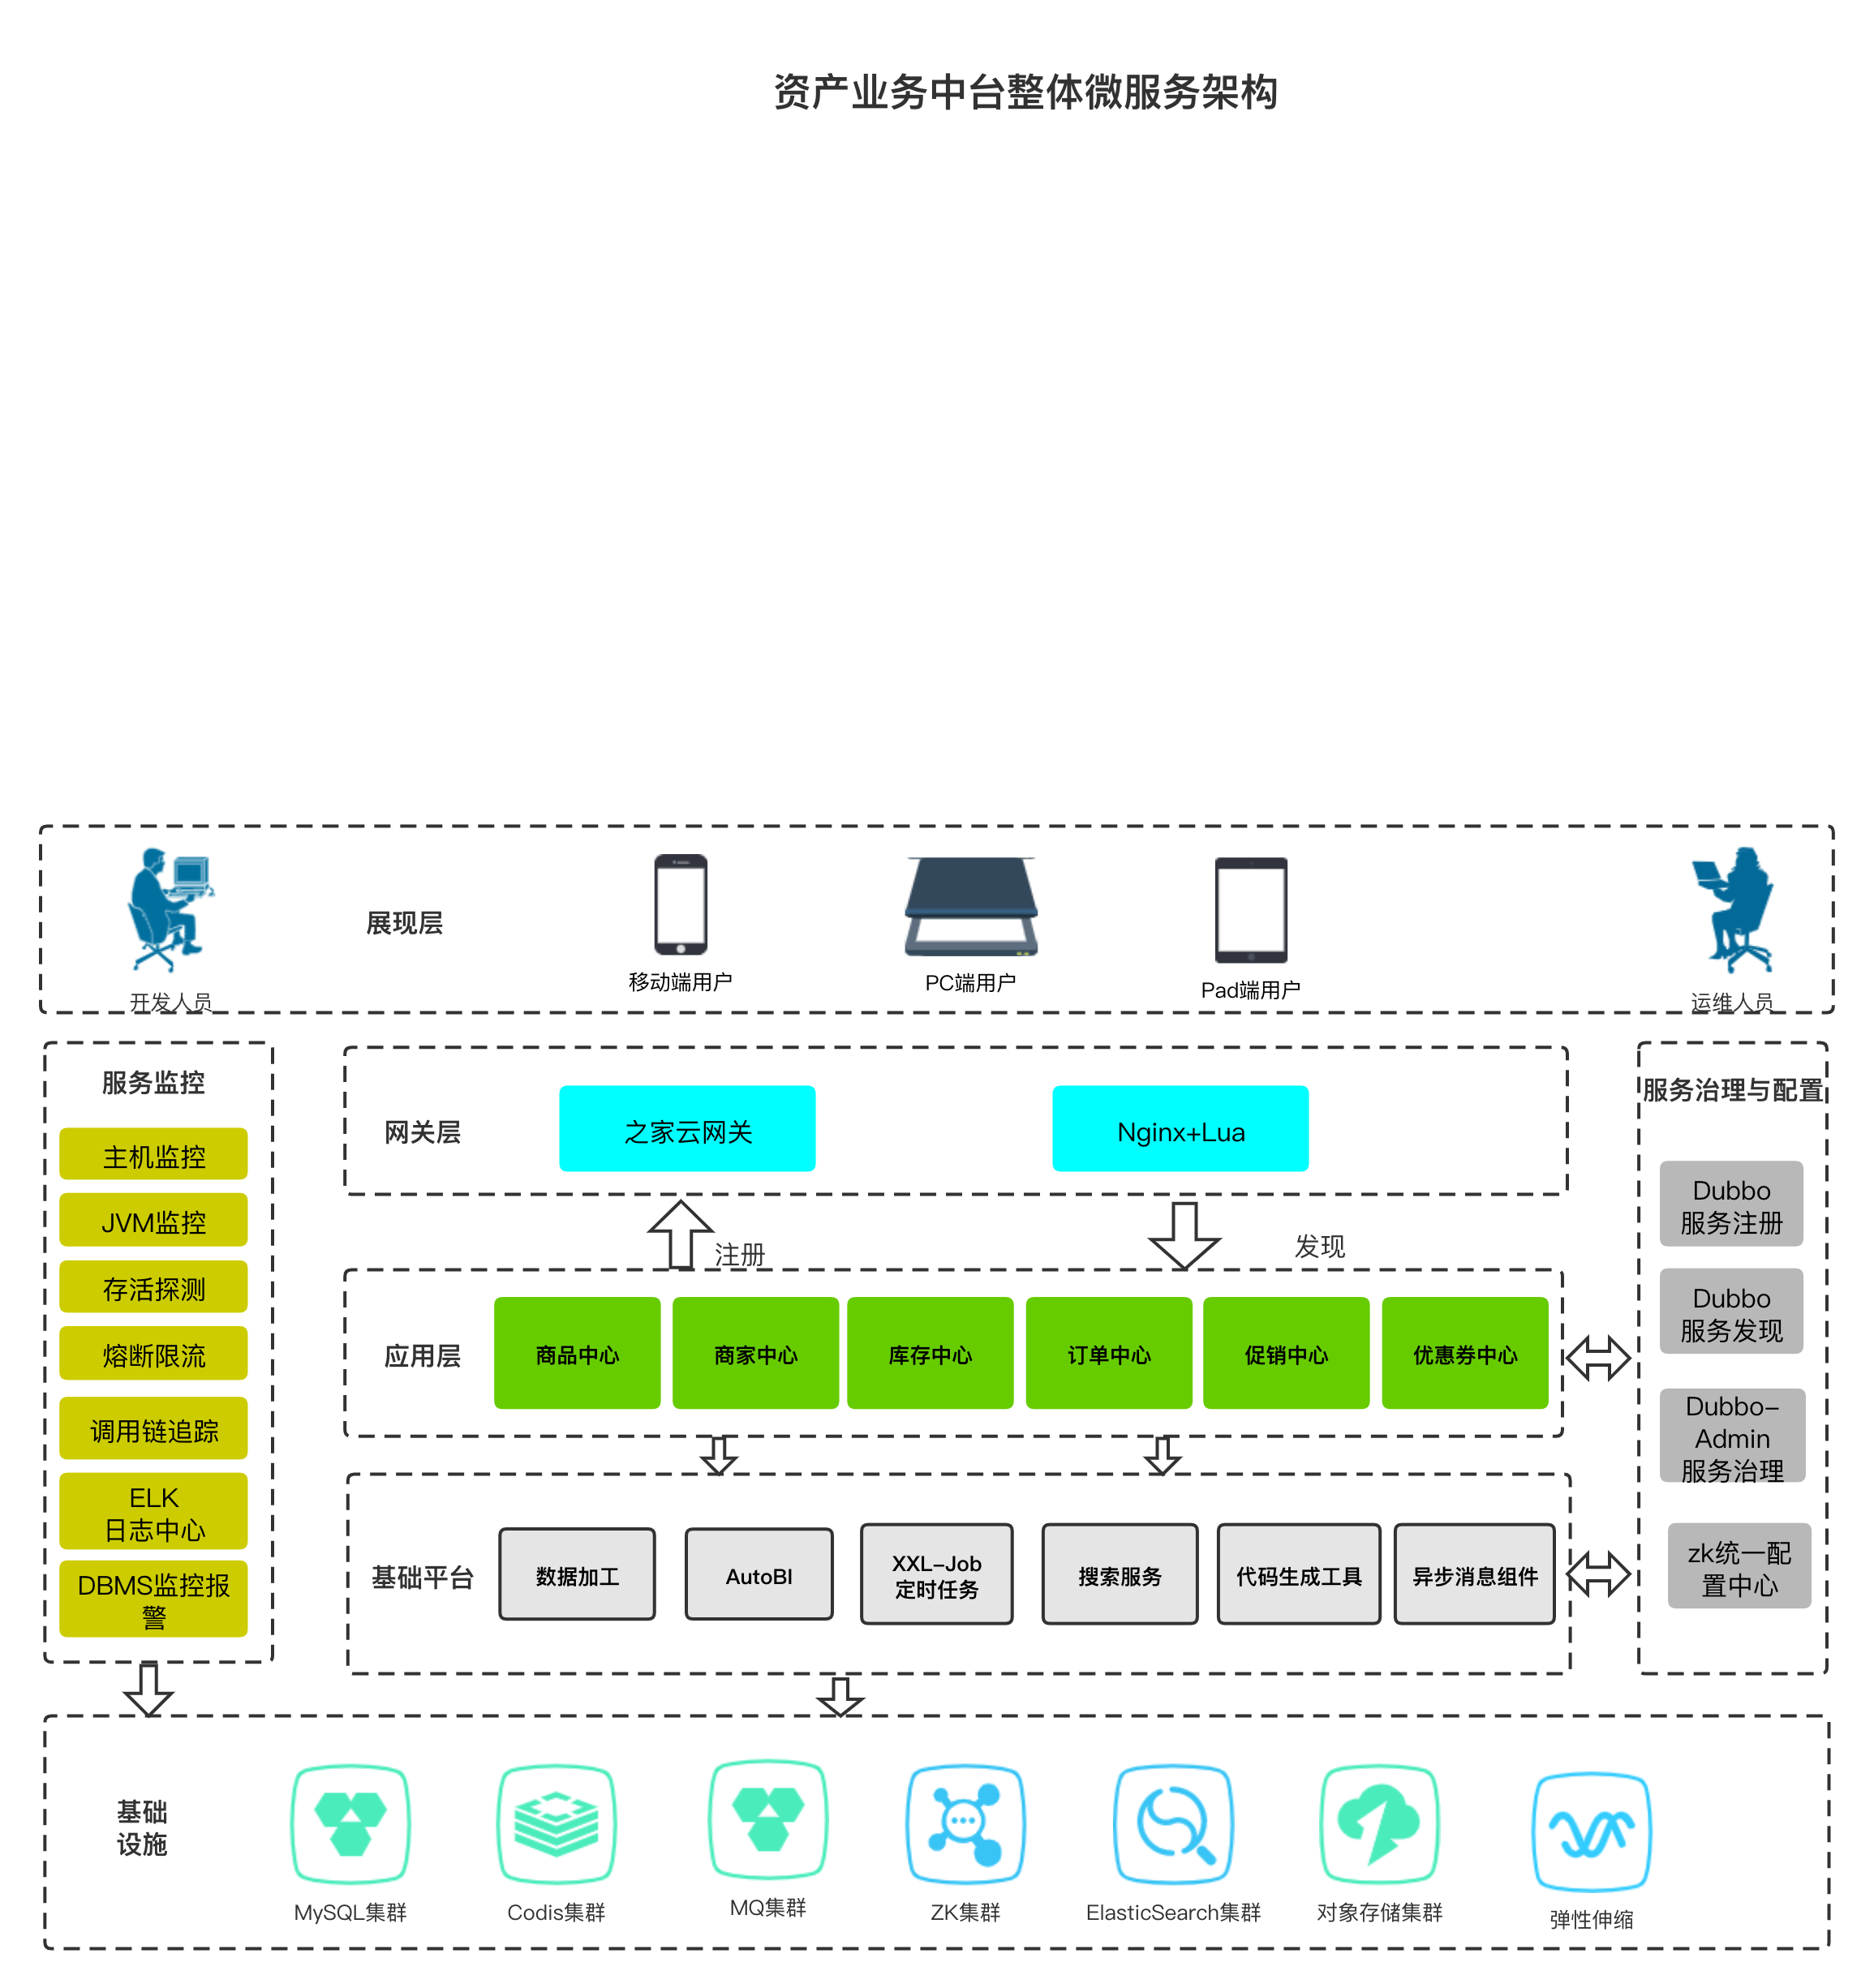 资产业务中台整体微服务架构
开发人员
展现层
移动端用户
PC端用户
Pad端用户
运维人员
服务监控
主机监控
JVM监控
存活探测
熔断限流
调用链追踪
ELK
日志中心
DBMS监控报
警
网关层
之家云网关
Nginx+Lua
注册
发现
应用层
商品中心
商家中心
库存中心
订单中心
促销中心
优惠券中心
基础平台
数据加工
AutoBI
XXL-Job
定时任务
搜索服务
代码生成工具
异步消息组件
服务治理与配置
Dubbo
服务注册
Dubbo
服务发现
Dubbo-
Admin
服务治理
zk统一配
置中心
基础
设施
MySQL集群
Codis集群
MQ集群
ZK集群
ElasticSearch集群
对象存储集群
弹性伸缩